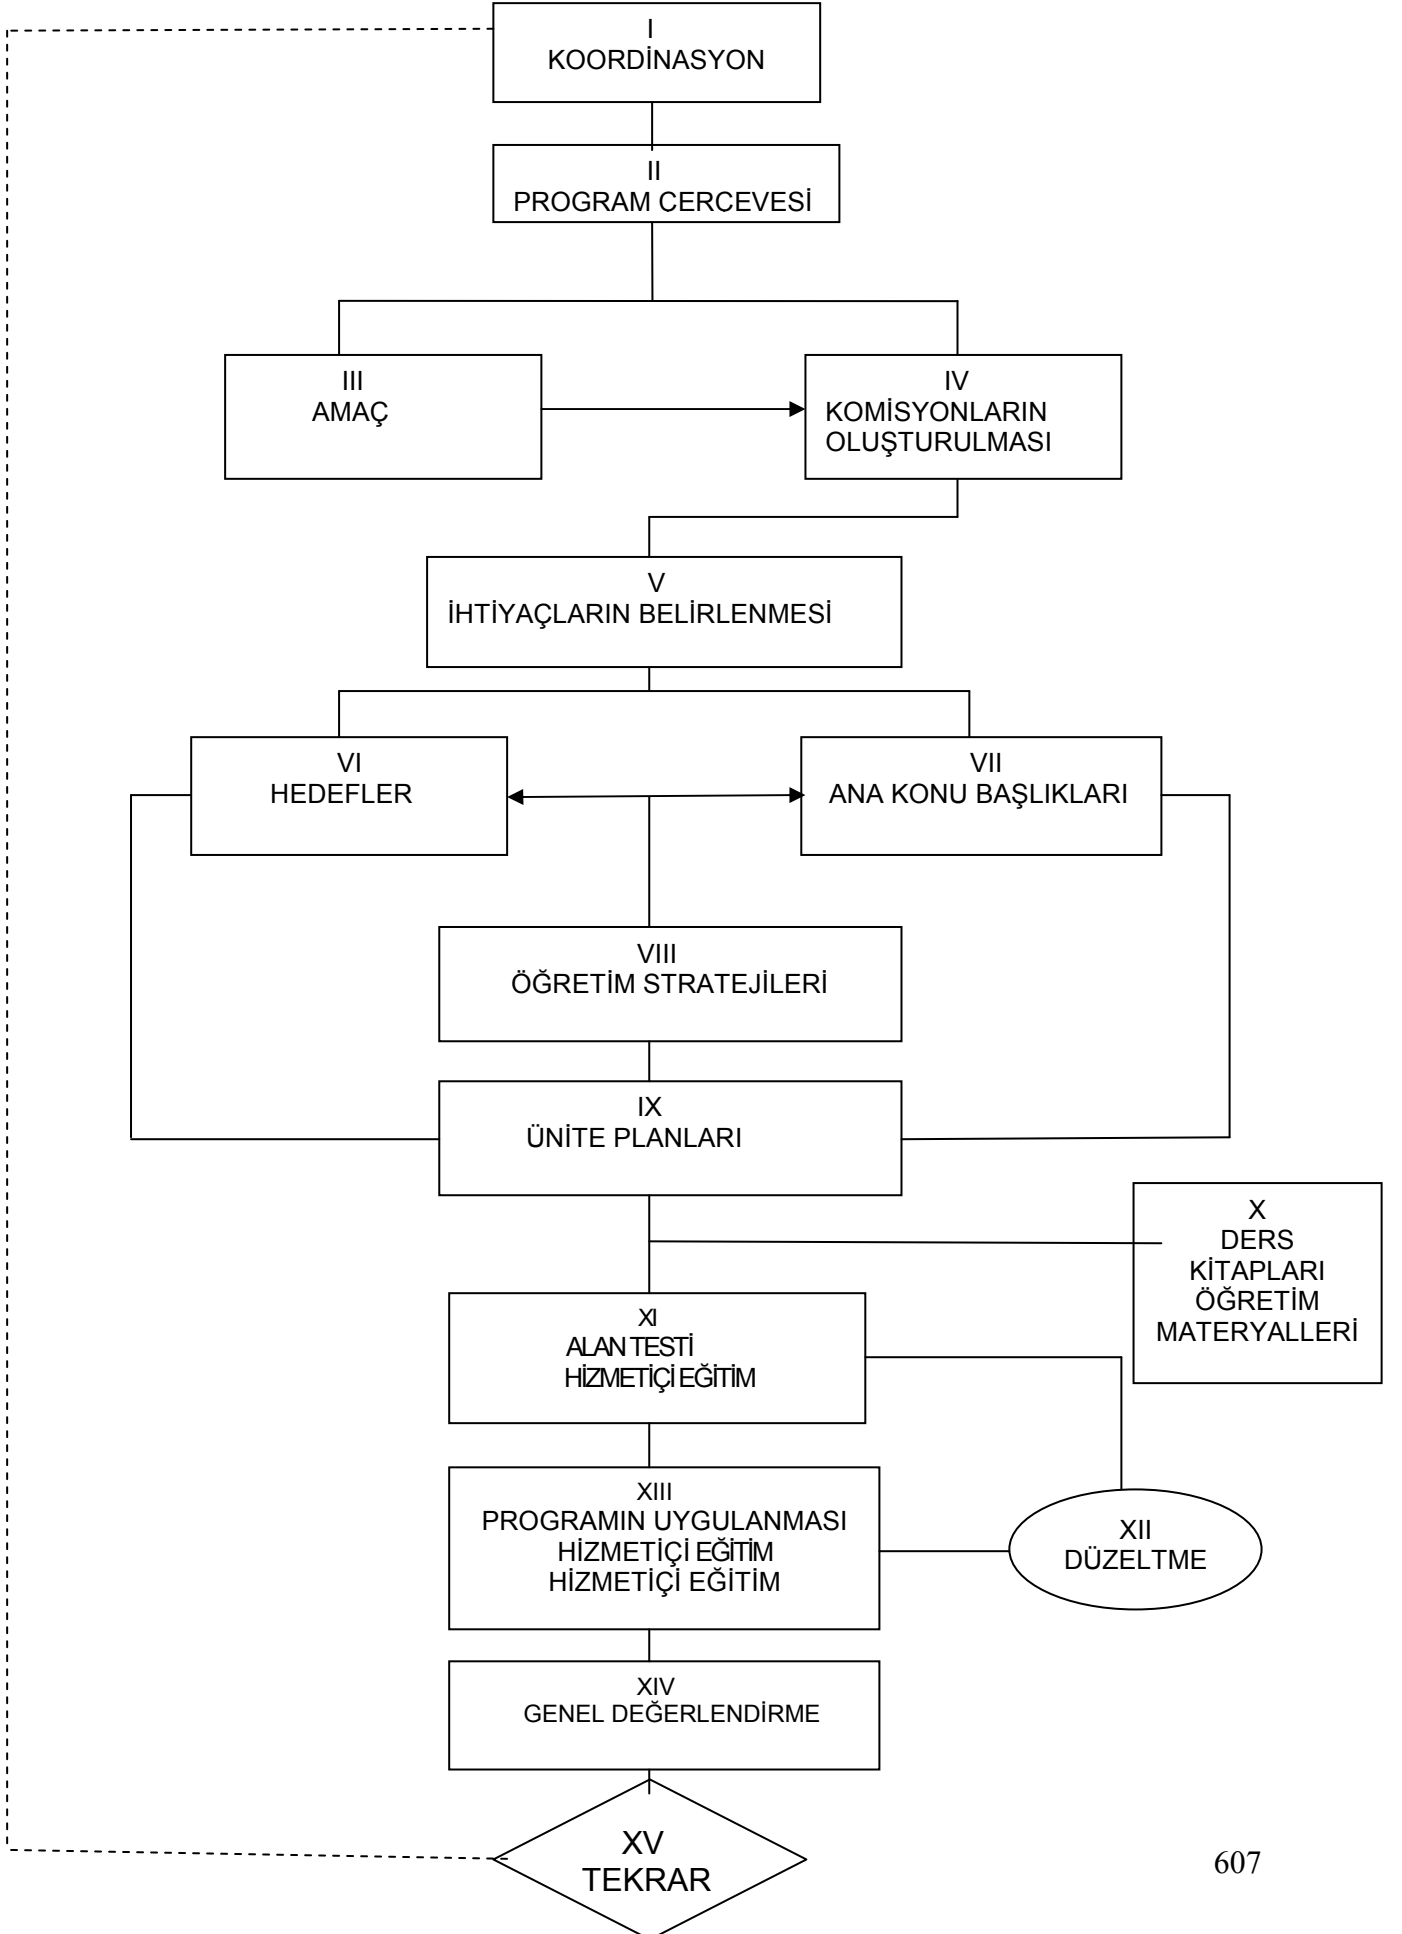 I
KOORDİNASYON
II
PROGRAM ÇERÇEVESİ
III
AMAÇ
IV
KOMİSYONLARIN
OLUŞTURULMASI
V
İHTİYAÇLARIN BELİRLENMESİ
VI
HEDEFLER
VII
ANA KONU BAŞLIKLARI
VIII
ÖĞRETİM STRATEJİLERİ
IX
ÜNİTE PLANLARI
X
DERS
KİTAPLARI
ÖĞRETİM
MATERYALLERİ
XI
ALAN TESTİ
HİZMETİÇİ EĞİTİM
XIII
PROGRAMIN UYGULANMASI
HİZMETİÇİ EĞİTİM
HİZMETİÇİ EĞİTİM
XII
DÜZELTME
XIV
GENEL DEĞERLENDİRME
XV
TEKRAR
607